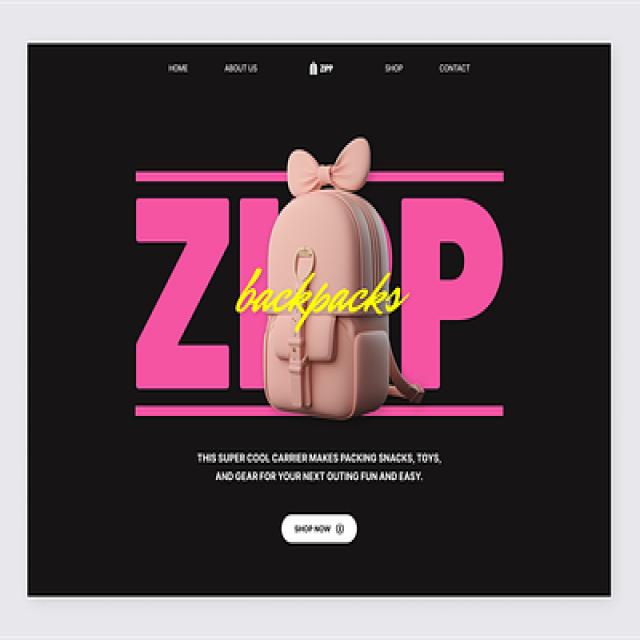 HOME ABOUT US ZIPP SHOP CONTACT
ZIPP
backpacks
THIS SUPER COOL CARRIER MAKES PACKING SNACKS, TOYS,
AND GEAR FOR YOUR NEXT OUTING FUN AND EASY.
SHOP NOW